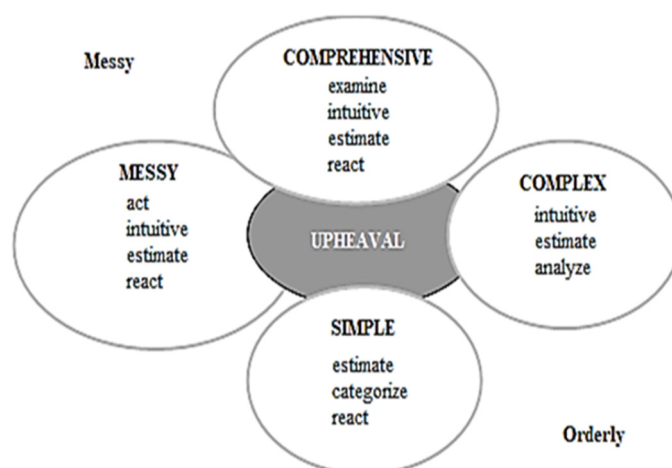 Messy
COMPREHENSIVE
examine
intuitive
estimate
react
MESSY
act
intuitive
estimate
react
UPHEAVAL
COMPLEX
intuitive
estimate
analyze
SIMPLE
estimate
categorize
react
Orderly